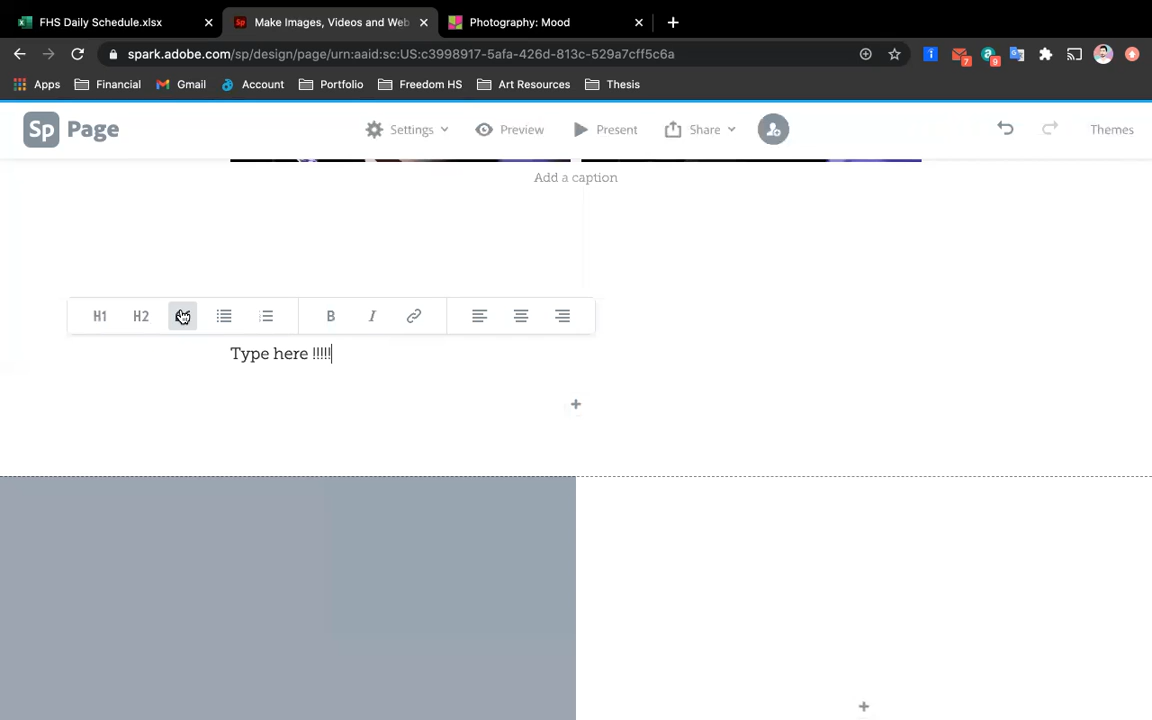 FHS Daily Schedule.xlsx
Make Images, Videos and Web
Photography: Mood
spark.adobe.com/sp/design/page/urn:aaid:sc:US:c3998917-5afa-426d-813c-529a7cff5c6a
7
9
Apps
Financial
Gmail
Account
Portfolio
Freedom HS
Art Resources
Thesis
Sp Page
Settings
Preview
Present
Share
Themes
Add a caption
H1
H2
B
I
Type here !!!!!